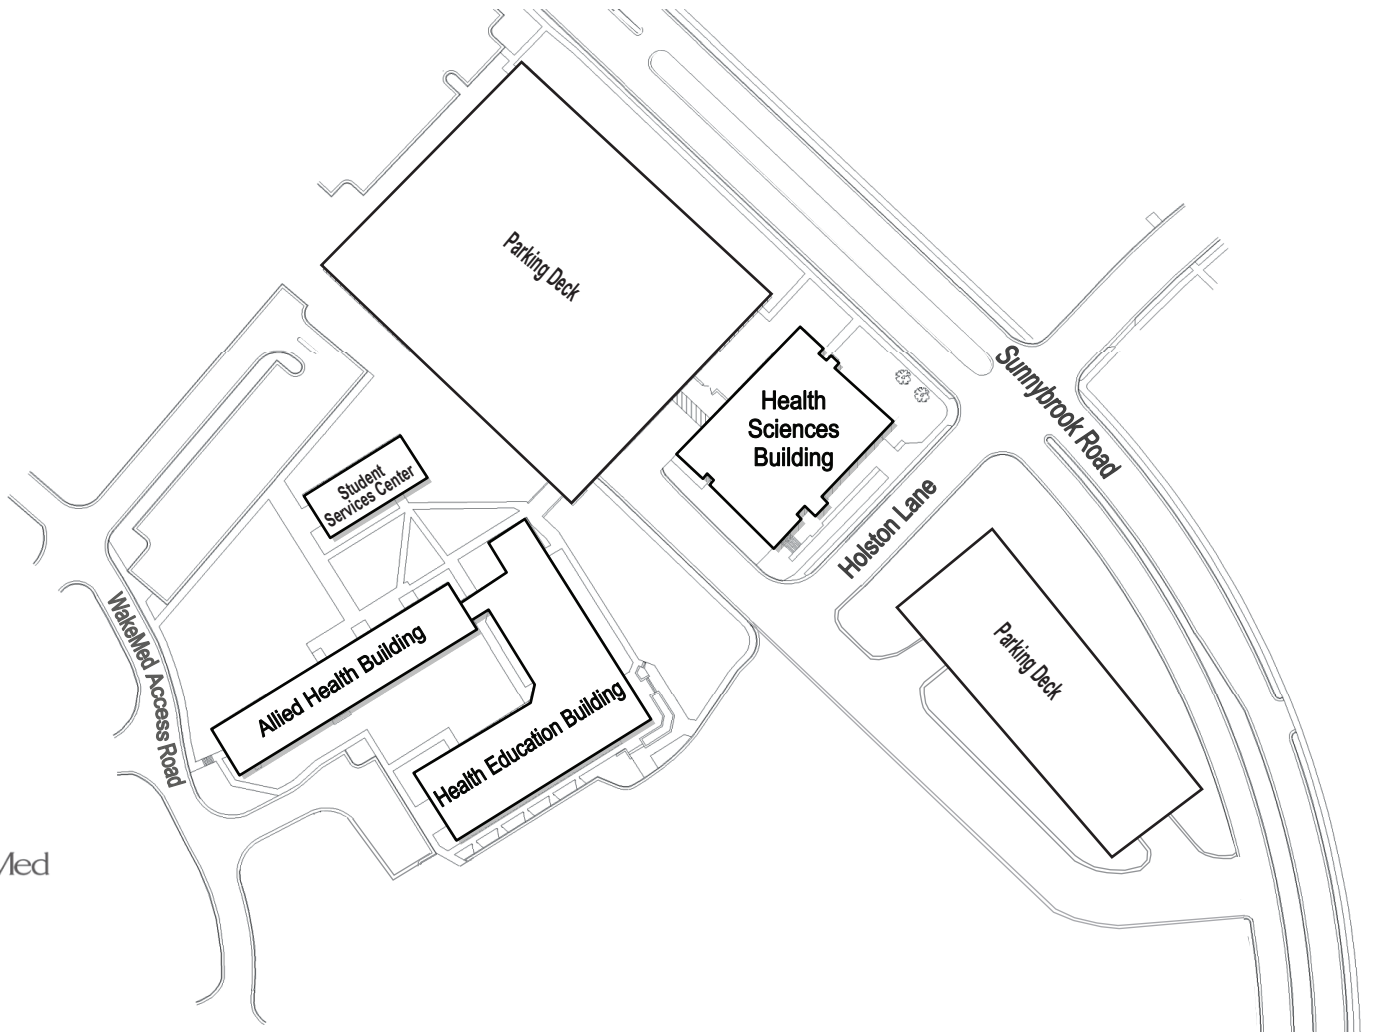 Parking Deck
Sunnybrook Road
Health
Sciences
Building
Student
Services Center
Holston Lane
WakeMed Access Road
Allied Health Building
Parking Deck
Health Education Building
Med